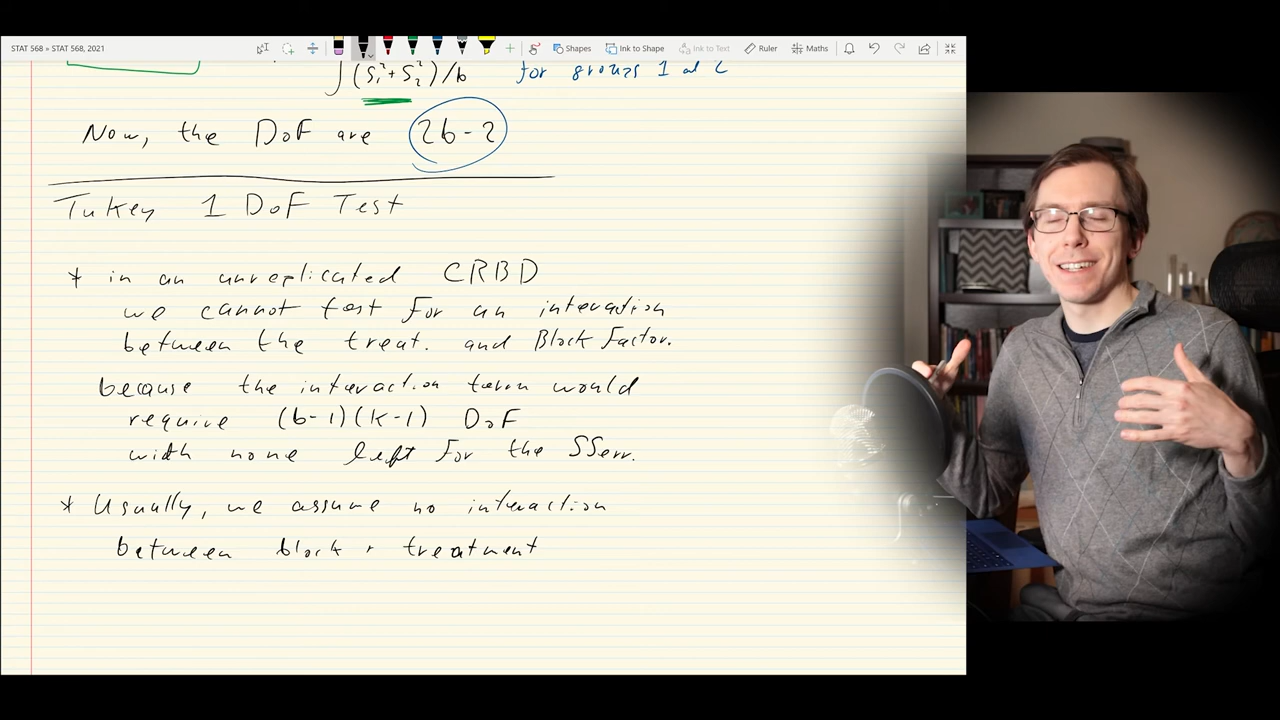 STAT 568 » STAT 568, 2021
Shapes
Ink to Shape
Ink to Text
Ruler
Maths
√(S₁²+S₂²)/b for groups 1 and 2
Now, the DoF are 2b-2
Tukey 1 DoF Test
* in an unreplicated CRBD
we cannot test for an interation
between the treat. and Block Factor.
because the interaction term would
require (b-1)(k-1) DoF
with none left for the SSerr.
* Usually, we assume no interaction
between block + treatment